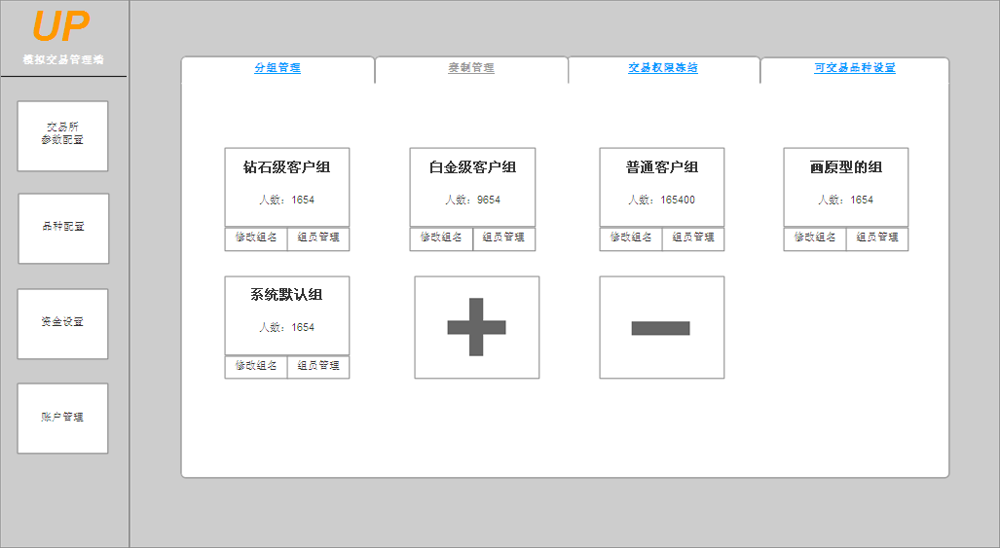 UP
模拟交易管理端
交易所
参数配置
品种配置
资金设置
账户管理
分组管理
赛制管理
交易权限冻结
可交易品种设置
钻石级客户组
人数：1654
修改组名
组员管理
白金级客户组
人数：9654
修改组名
组员管理
普通客户组
人数：165400
修改组名
组员管理
画原型的组
人数：1654
修改组名
组员管理
系统默认组
人数：1654
修改组名
组员管理